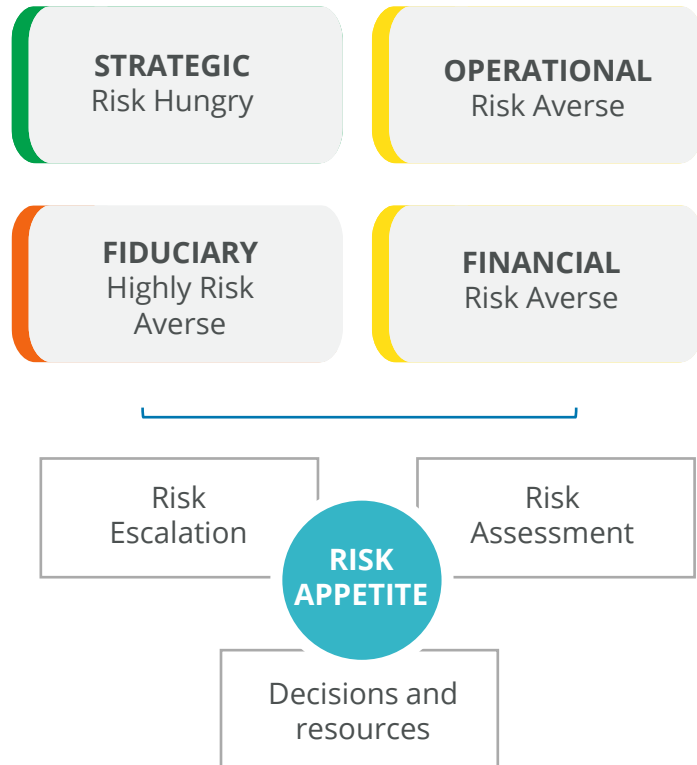 STRATEGIC
Risk Hungry
OPERATIONAL
Risk Averse
FIDUCIARY
Highly Risk
Averse
FINANCIAL
Risk Averse
Risk
Escalation
Risk
Assessment
RISK
APPETITE
Decisions and
resources